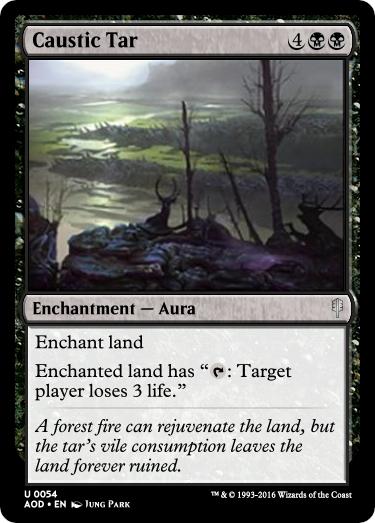 Caustic Tar 4
Enchantment — Aura
Enchant land
Enchanted land has “: Target
player loses 3 life.”
A forest fire can rejuvenate the land, but
the tar’s vile consumption leaves the
land forever ruined.
U 0054
AOD • EN Jung Park
™ & © 1993-2016 Wizards of the Coast